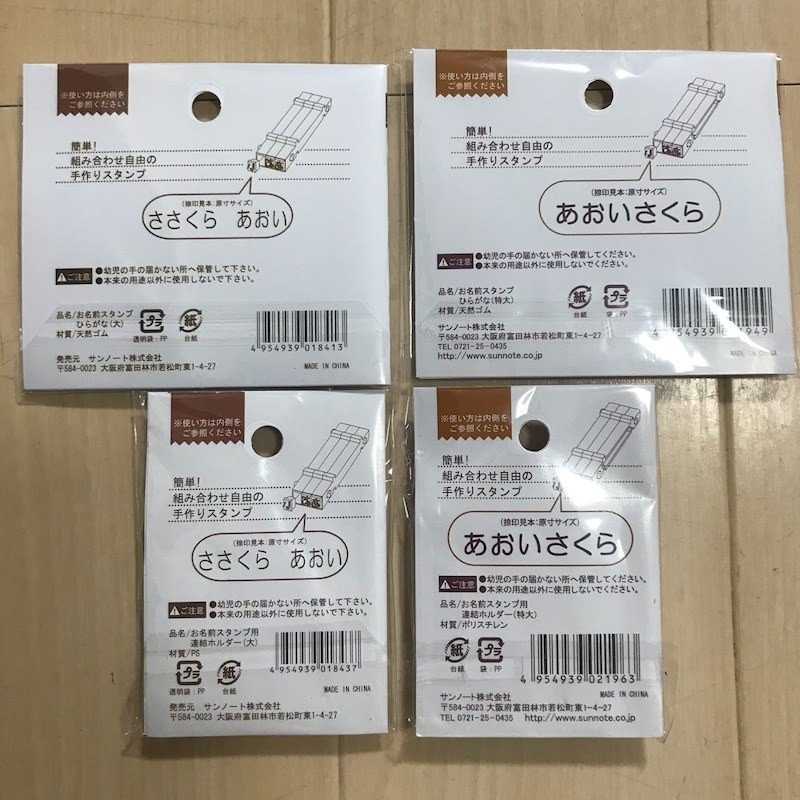 ※使い方は内側を
ご参照ください
簡単!
組み合わせ自由の
手作りスタンプ
(捺印見本:原寸サイズ)
ささくら あおい
ご注意
●幼児の手の届かない所へ保管して下さい。
●本来の用途以外に使用しないで下さい。
品名/お名前スタンプ
ひらがな(大)
材質/天然ゴム
プラ
透明袋:PP
紙
台紙
4 954939 018413
発売元 サンノート株式会社
〒584-0023 大阪府富田林市若松町東1-4-27
MADE IN CHINA
※使い方は内側を
ご参照ください
簡単!
組み合わせ自由の
手作りスタンプ
(捺印見本:原寸サイズ)
あおいさくら
ご注意
●幼児の手の届かない所へ保管してください。
●本来の用途以外に使用しないでください。
品名/お名前スタンプ
ひらがな(特大)
材質/天然ゴム
紙
台紙
プラ
袋:PP
4 954939
949
サンノート株式会社
〒584-0023 大阪府富田林市若松町東1-4-27
TEL 0721-25-0435
http://www.sunnote.co.jp
MADE IN CHINA
※使い方は内側を
ご参照ください
簡単!
組み合わせ自由の
手作りスタンプ
(捺印見本:原寸サイズ)
ささくら あおい
ご注意
●幼児の手の届かない所へ保管して下さい。
●本来の用途以外に使用しないで下さい。
品名/お名前スタンプ用
連結ホルダー(大)
材質/PS
プラ
透明袋:PP
紙
台紙
4 954939 018437
MADE IN CHINA
発売元 サンノート株式会社
〒584-0023 大阪府富田林市若松町東1-4-27
※使い方は内側を
ご参照ください
簡単!
組み合わせ自由の
手作りスタンプ
(捺印見本:原寸サイズ)
あおいさくら
ご注意
●幼児の手の届かない所へ保管してください。
●本来の用途以外に使用しないでください。
品名/お名前スタンプ用
連結ホルダー(特大)
材質/ポリスチレン
紙
台紙
プラ
袋:PP
4 954939 021963
MADE IN CHINA
サンノート株式会社
〒584-0023 大阪府富田林市若松町東1-4-27
TEL 0721-25-0435 http://www.sunnote.co.jp